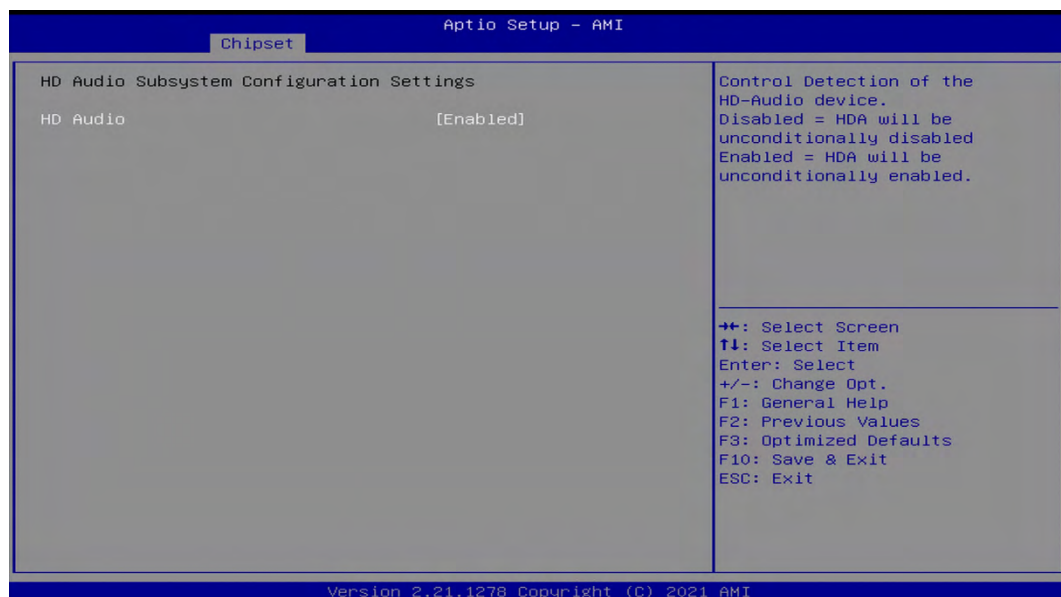 Aptio Setup – AMI
Chipset
HD Audio Subsystem Configuration Settings
HD Audio [Enabled]
Control Detection of the
HD-Audio device.
Disabled = HDA will be
unconditionally disabled
Enabled = HDA will be
unconditionally enabled.
→←: Select Screen
↑↓: Select Item
Enter: Select
+/-: Change Opt.
F1: General Help
F2: Previous Values
F3: Optimized Defaults
F10: Save & Exit
ESC: Exit
Version 2.21.1278 Copyright (C) 2021 AMI